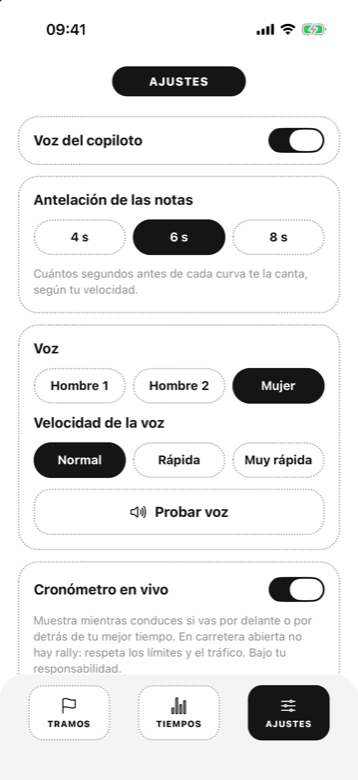 09:41
AJUSTES
Voz del copiloto
Antelación de las notas
4 s
6 s
8 s
Cuántos segundos antes de cada curva te la canta,
según tu velocidad.
Voz
Hombre 1
Hombre 2
Mujer
Velocidad de la voz
Normal
Rápida
Muy rápida
Probar voz
Cronómetro en vivo
Muestra mientras conduces si vas por delante o por
detrás de tu mejor tiempo. En carretera abierta no
hay rally: respeta los límites y el tráfico. Bajo tu
responsabilidad.
TRAMOS
TIEMPOS
AJUSTES